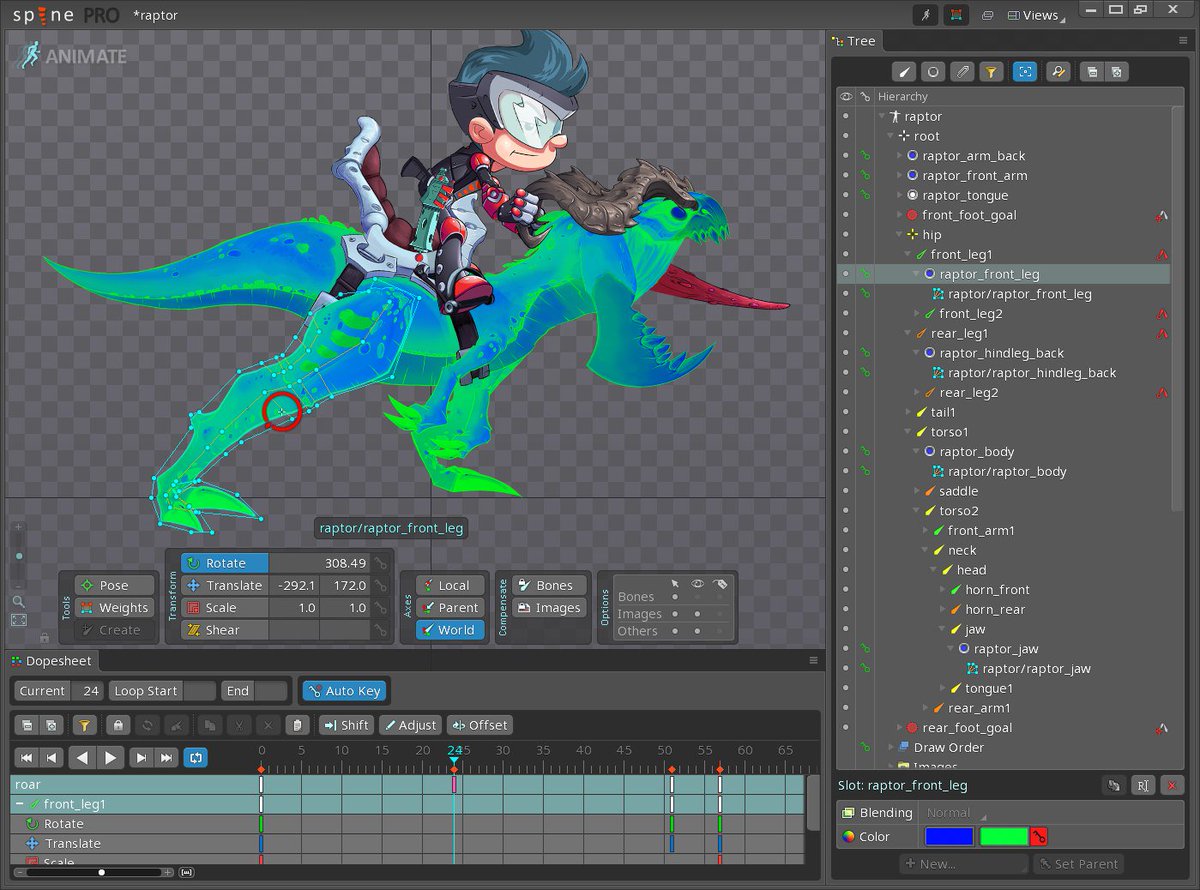 spine PRO *raptor
Views
ANIMATE
raptor/raptor_front_leg
Tools
Pose
Weights
Create
Transform
Rotate 308.49
Translate -292.1 172.0
Scale 1.0 1.0
Shear
Axes
Local
Parent
World
Compensate
Bones
Images
Options
Bones
Images
Others
Dopesheet
Current 24 Loop Start End Auto Key
Shift Adjust Offset
0 5 10 15 20 24 25 30 35 40 45 50 55 60 65
roar
front_leg1
Rotate
Translate
Scale
Tree
Hierarchy
raptor
root
raptor_arm_back
raptor_front_arm
raptor_tongue
front_foot_goal
hip
front_leg1
raptor_front_leg
raptor/raptor_front_leg
front_leg2
rear_leg1
raptor_hindleg_back
raptor/raptor_hindleg_back
rear_leg2
tail1
torso1
raptor_body
raptor/raptor_body
saddle
torso2
front_arm1
neck
head
horn_front
horn_rear
jaw
raptor_jaw
raptor/raptor_jaw
tongue1
rear_arm1
rear_foot_goal
Draw Order
Images
Slot: raptor_front_leg
Blending Normal
Color
New... Set Parent